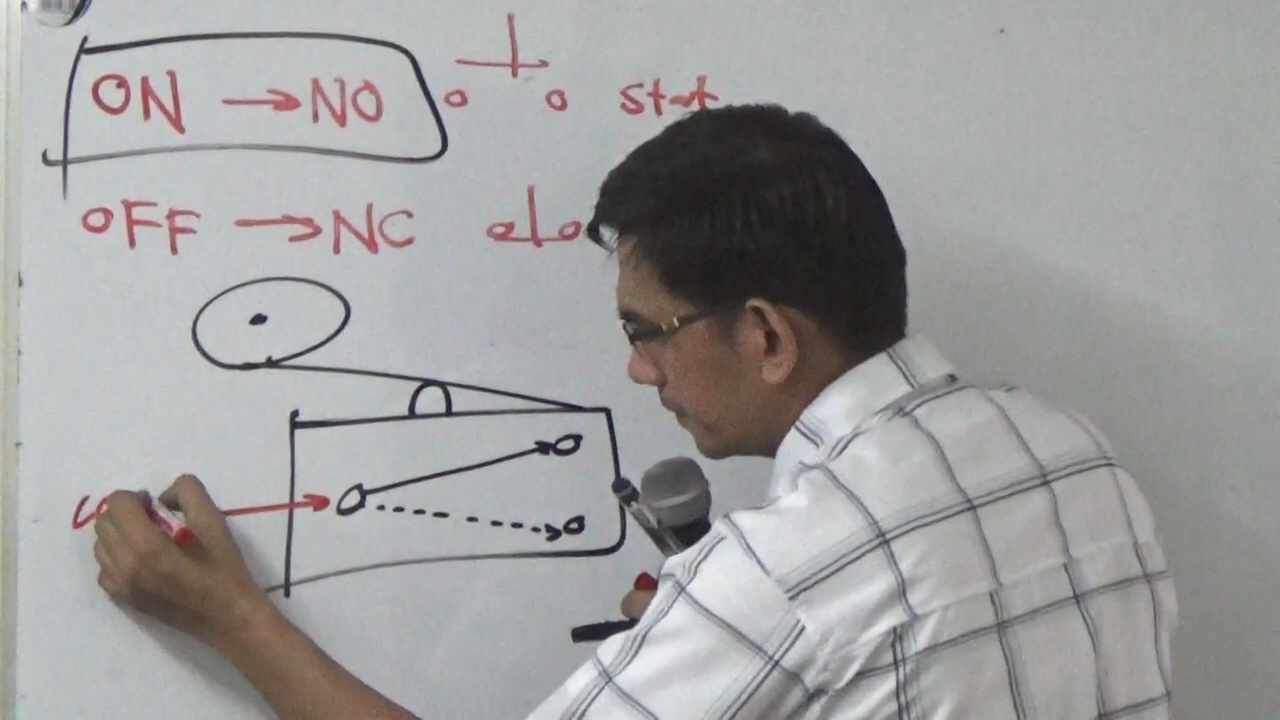 ON → NO
OFF → NC